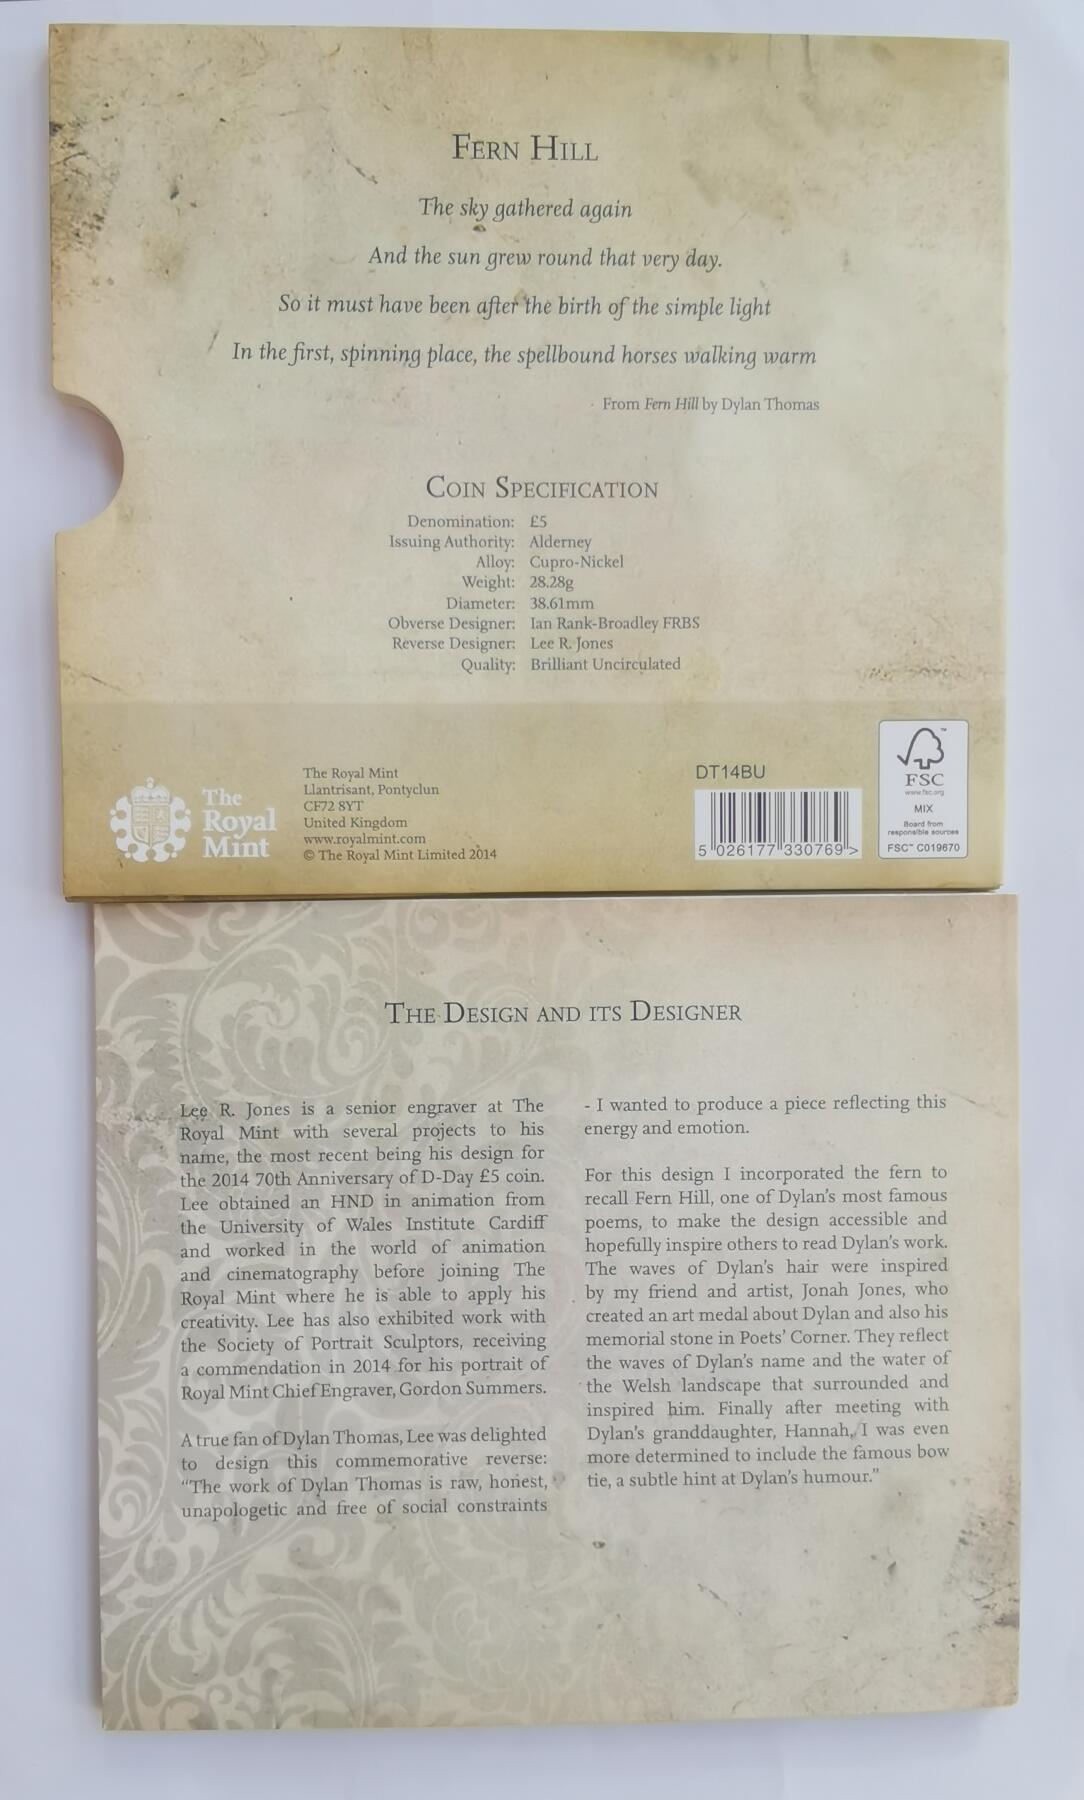 FERN HILL
The sky gathered again
And the sun grew round that very day.
So it must have been after the birth of the simple light
In the first, spinning place, the spellbound horses walking warm
From Fern Hill by Dylan Thomas
COIN SPECIFICATION
Denomination: £5
Issuing Authority: Alderney
Alloy: Cupro-Nickel
Weight: 28.28g
Diameter: 38.61mm
Obverse Designer: Ian Rank-Broadley FRBS
Reverse Designer: Lee R. Jones
Quality: Brilliant Uncirculated
The
Royal
Mint
The Royal Mint
Llantrisant, Pontyclun
CF72 8YT
United Kingdom
www.royalmint.com
© The Royal Mint Limited 2014
DT14BU
5 026177 330769 >
FSC
www.fsc.org
MIX
Board from
responsible sources
FSC™ C019670
THE DESIGN AND ITS DESIGNER
Lee R. Jones is a senior engraver at The
Royal Mint with several projects to his
name, the most recent being his design for
the 2014 70th Anniversary of D-Day £5 coin.
Lee obtained an HND in animation from
the University of Wales Institute Cardiff
and worked in the world of animation
and cinematography before joining The
Royal Mint where he is able to apply his
creativity. Lee has also exhibited work with
the Society of Portrait Sculptors, receiving
a commendation in 2014 for his portrait of
Royal Mint Chief Engraver, Gordon Summers.
A true fan of Dylan Thomas, Lee was delighted
to design this commemorative reverse:
“The work of Dylan Thomas is raw, honest,
unapologetic and free of social constraints
- I wanted to produce a piece reflecting this
energy and emotion.
For this design I incorporated the fern to
recall Fern Hill, one of Dylan’s most famous
poems, to make the design accessible and
hopefully inspire others to read Dylan’s work.
The waves of Dylan’s hair were inspired
by my friend and artist, Jonah Jones, who
created an art medal about Dylan and also his
memorial stone in Poets’ Corner. They reflect
the waves of Dylan’s name and the water of
the Welsh landscape that surrounded and
inspired him. Finally after meeting with
Dylan’s granddaughter, Hannah, I was even
more determined to include the famous bow
tie, a subtle hint at Dylan’s humour.”